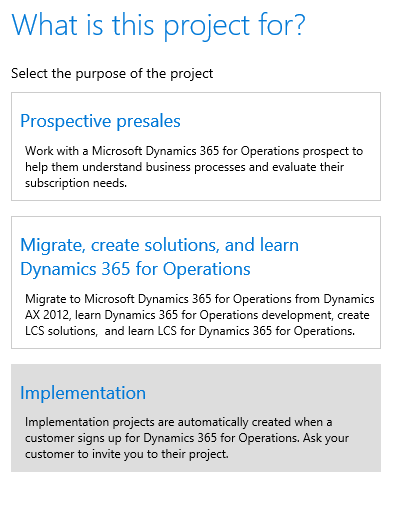 What is this project for?
Select the purpose of the project
Prospective presales
Work with a Microsoft Dynamics 365 for Operations prospect to
help them understand business processes and evaluate their
subscription needs.
Migrate, create solutions, and learn
Dynamics 365 for Operations
Migrate to Microsoft Dynamics 365 for Operations from Dynamics
AX 2012, learn Dynamics 365 for Operations development, create
LCS solutions,  and learn LCS for Dynamics 365 for Operations.
Implementation
Implementation projects are automatically created when a
customer signs up for Dynamics 365 for Operations. Ask your
customer to invite you to their project.